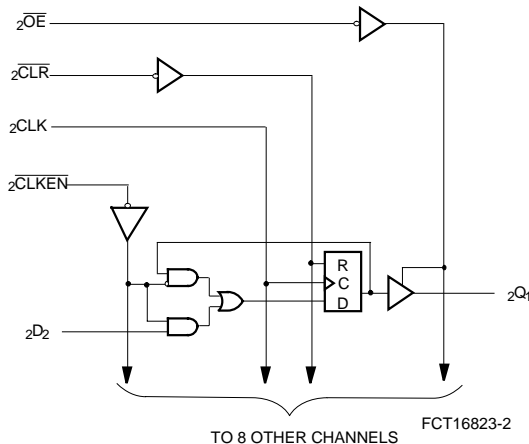 2OE
2CLR
2CLK
2CLKEN
R
C
D
2D2
2Q1
TO 8 OTHER CHANNELS
FCT16823-2